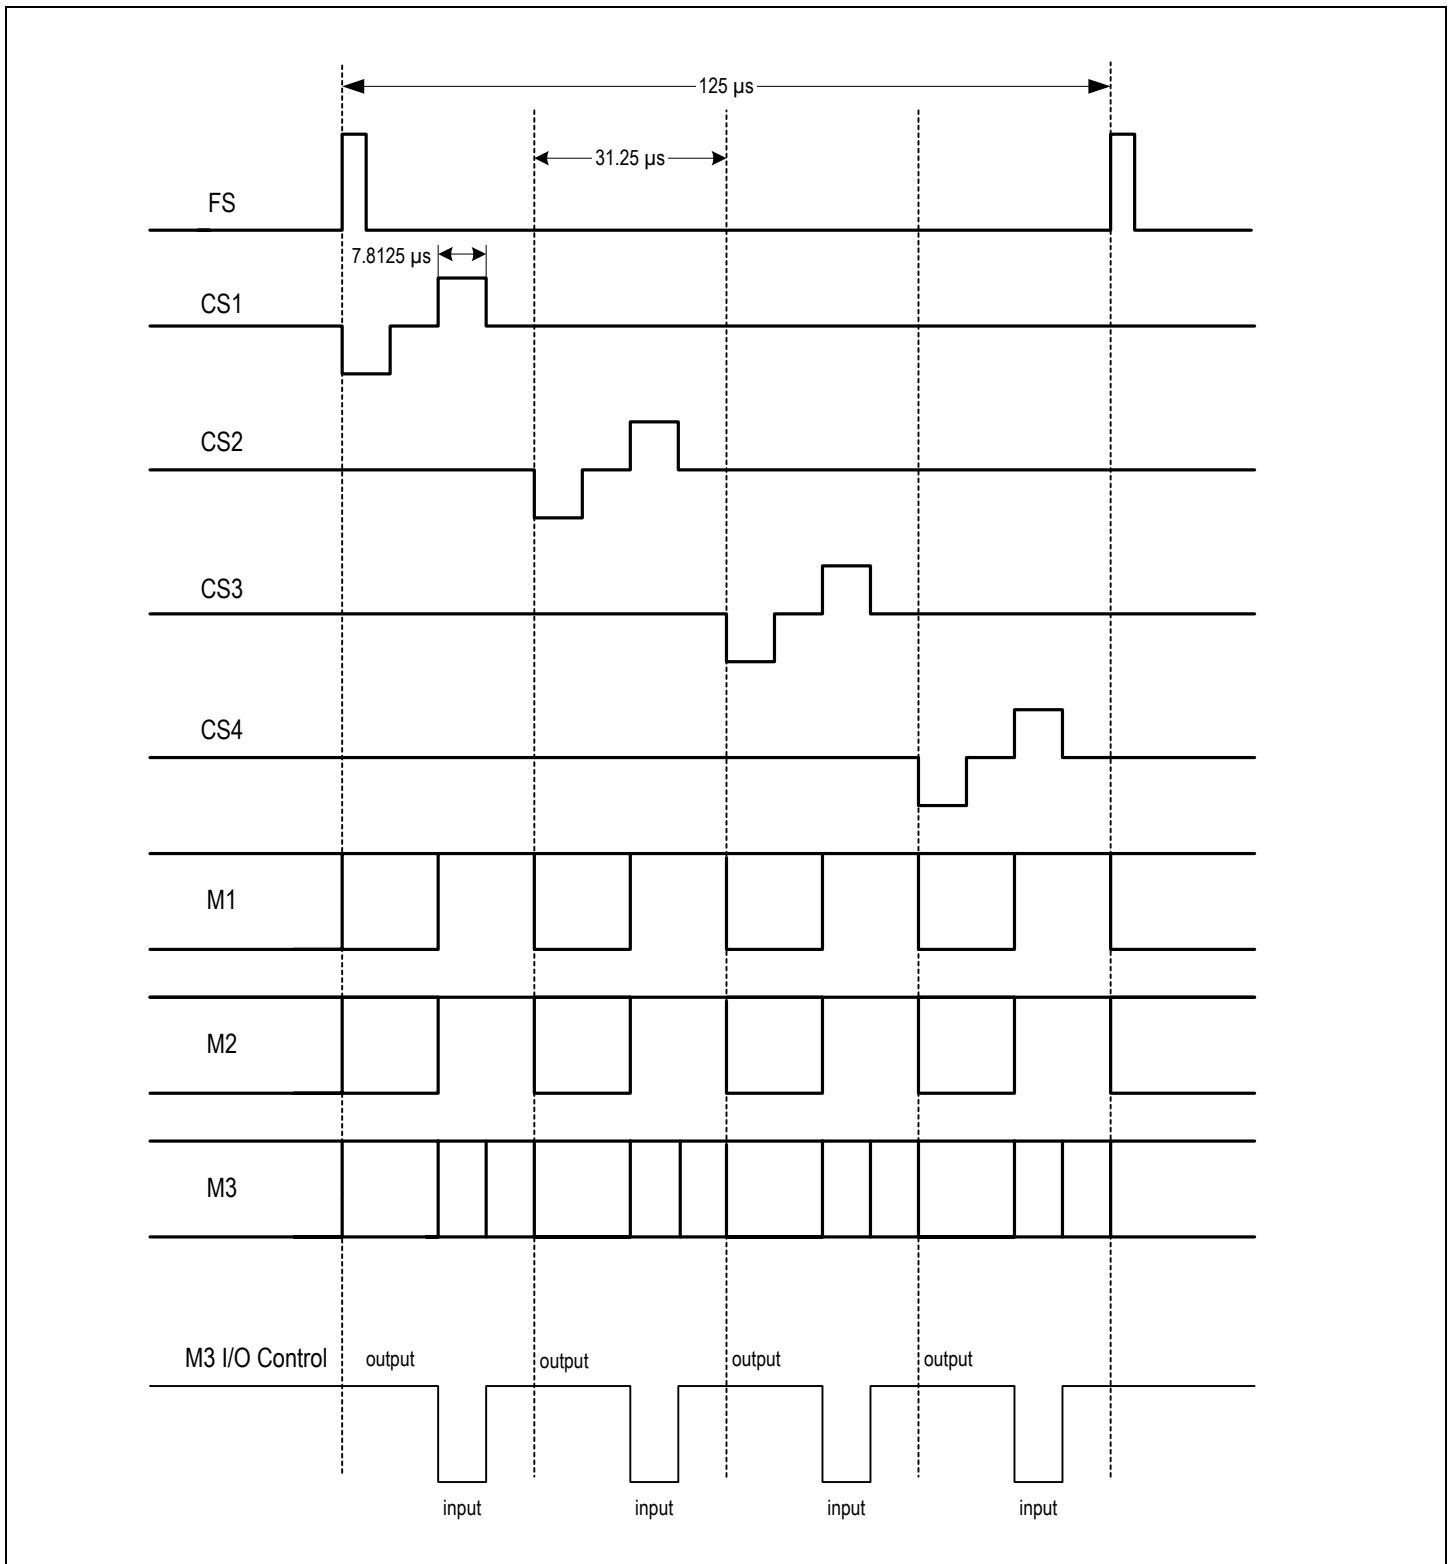 125 µs
31.25 µs
FS
7.8125 µs
CS1
CS2
CS3
CS4
M1
M2
M3
M3 I/O Control
output
output
output
output
input
input
input
input